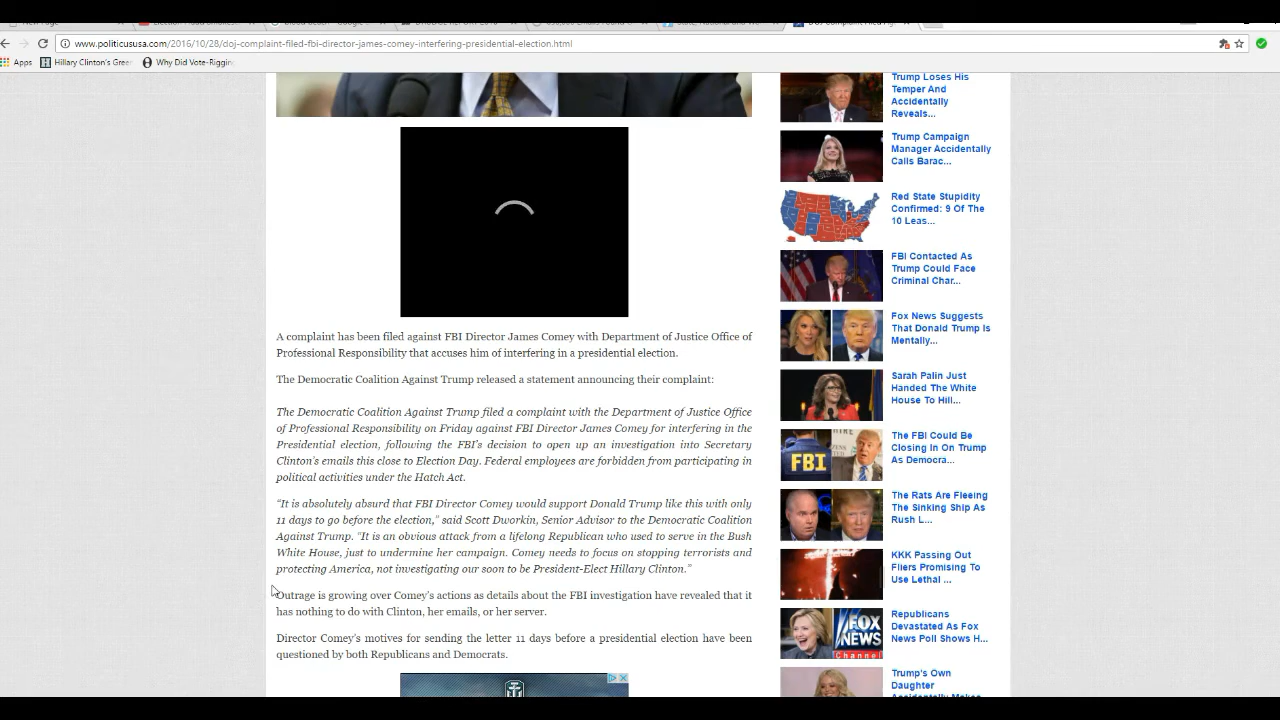 www.politicususa.com/2016/10/28/doj-complaint-filed-fbi-director-james-comey-interfering-presidential-election.html
Apps
Hillary Clinton's Gree
Why Did Vote-Riggin
A complaint has been filed against FBI Director James Comey with Department of Justice Office of
Professional Responsibility that accuses him of interfering in a presidential election.
The Democratic Coalition Against Trump released a statement announcing their complaint:
The Democratic Coalition Against Trump filed a complaint with the Department of Justice Office
of Professional Responsibility on Friday against FBI Director James Comey for interfering in the
Presidential election, following the FBI's decision to open up an investigation into Secretary
Clinton's emails this close to Election Day. Federal employees are forbidden from participating in
political activities under the Hatch Act.
"It is absolutely absurd that FBI Director Comey would support Donald Trump like this with only
11 days to go before the election," said Scott Dworkin, Senior Advisor to the Democratic Coalition
Against Trump. "It is an obvious attack from a lifelong Republican who used to serve in the Bush
White House, just to undermine her campaign. Comey needs to focus on stopping terrorists and
protecting America, not investigating our soon to be President-Elect Hillary Clinton."
Outrage is growing over Comey's actions as details about the FBI investigation have revealed that it
has nothing to do with Clinton, her emails, or her server.
Director Comey's motives for sending the letter 11 days before a presidential election have been
questioned by both Republicans and Democrats.
Trump Loses His
Temper And
Accidentally
Reveals...
Trump Campaign
Manager Accidentally
Calls Barac...
Red State Stupidity
Confirmed: 9 Of The
10 Leas...
FBI Contacted As
Trump Could Face
Criminal Char...
Fox News Suggests
That Donald Trump Is
Mentally...
Sarah Palin Just
Handed The White
House To Hill...
FBI
The FBI Could Be
Closing In On Trump
As Democra...
The Rats Are Fleeing
The Sinking Ship As
Rush L...
KKK Passing Out
Fliers Promising To
Use Lethal ...
FOX
NEWS
Channel
Republicans
Devastated As Fox
News Poll Shows H...
Trump's Own
Daughter